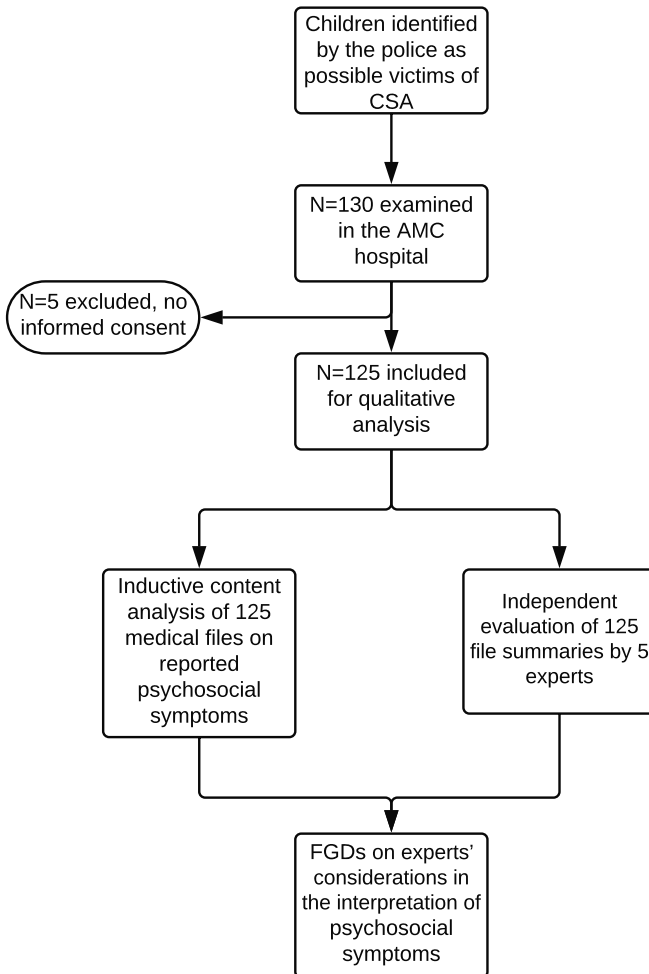 Children identified
by the police as
possible victims of
CSA
N=130 examined
in the AMC
hospital
N=5 excluded, no
informed consent
N=125 included
for qualitative
analysis
Inductive content
analysis of 125
medical files on
reported
psychosocial
symptoms
Independent
evaluation of 125
file summaries by 5
experts
FGDs on experts’
considerations in
the interpretation of
psychosocial
symptoms